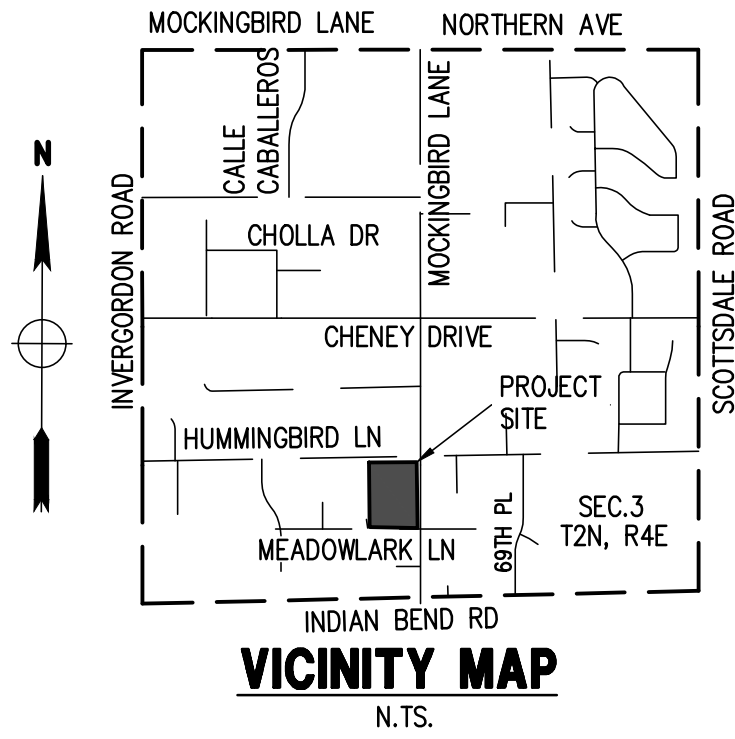 MOCKINGBIRD LANE
NORTHERN AVE
CALLE
CABALLEROS
MOCKINGBIRD LANE
N
INVERGORDON ROAD
SCOTTSDALE ROAD
CHOLLA DR
CHENEY DRIVE
PROJECT
SITE
HUMMINGBIRD LN
69TH PL
SEC.3
T2N, R4E
MEADOWLARK LN
INDIAN BEND RD
VICINITY MAP
N.TS.